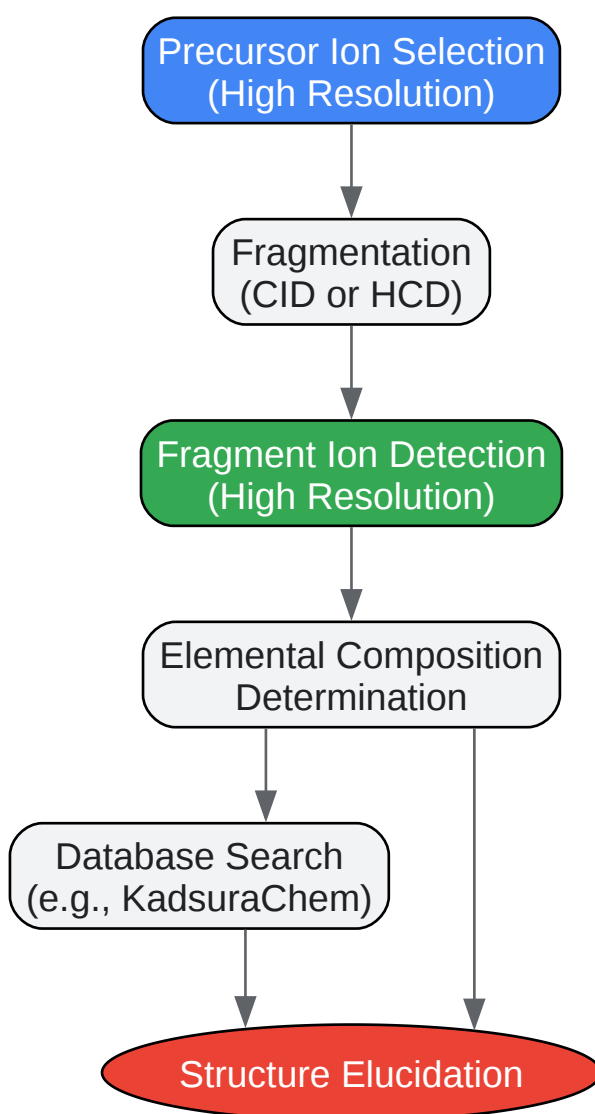 Precursor Ion Selection
(High Resolution)
Fragmentation
(CID or HCD)
Fragment Ion Detection
(High Resolution)
Elemental Composition
Determination
Database Search
(e.g., KadsuraChem)
Structure Elucidation